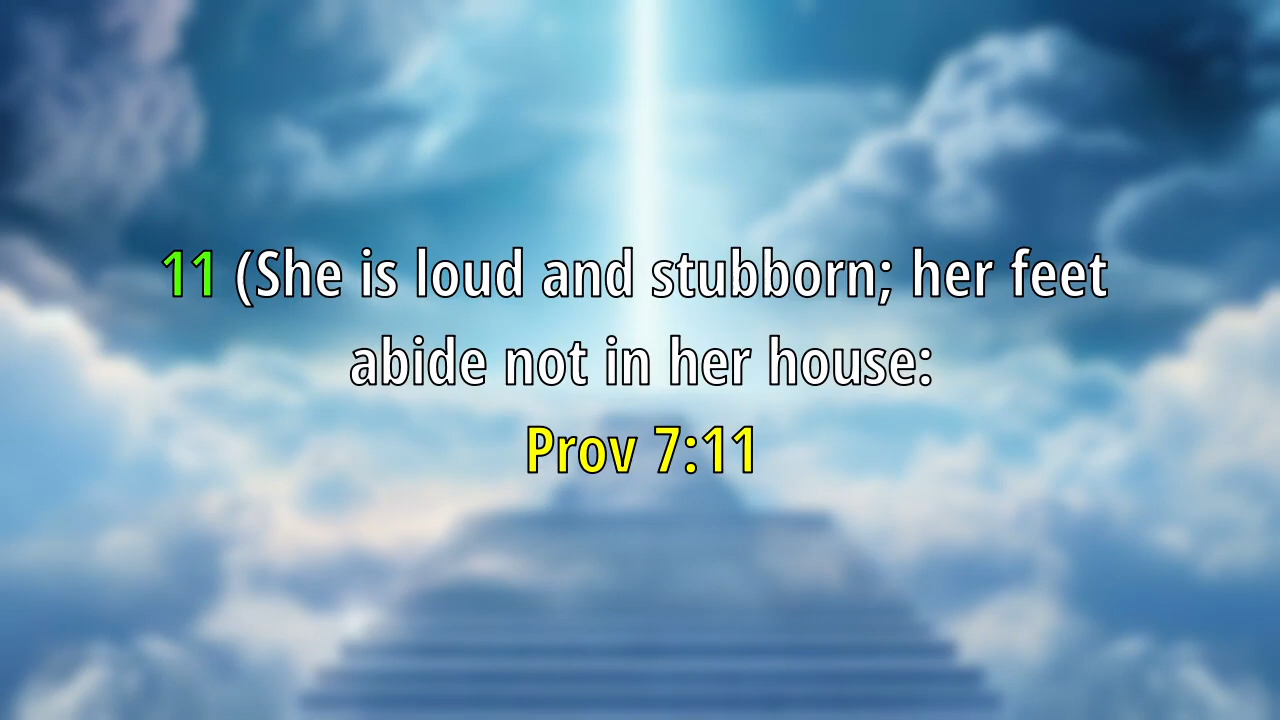 11 (She is loud and stubborn; her feet
abide not in her house:
Prov 7:11